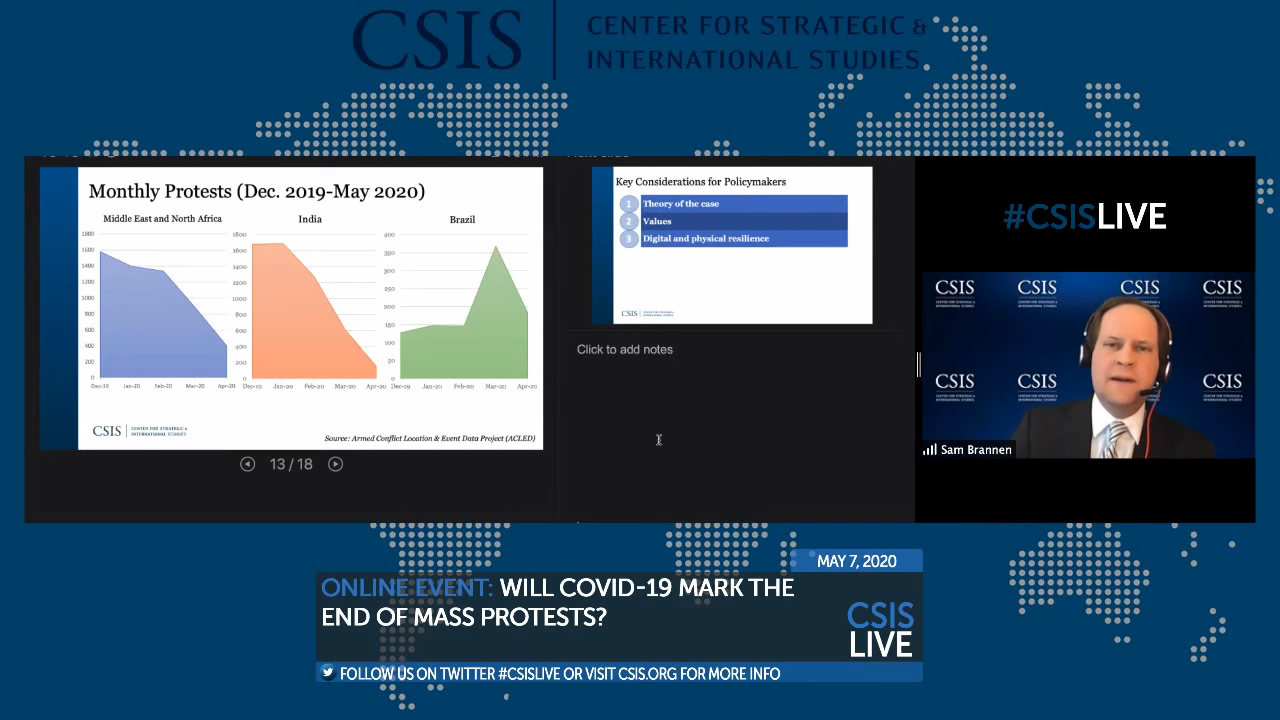 CSIS
CENTER FOR STRATEGIC &
INTERNATIONAL STUDIES
Monthly Protests (Dec. 2019-May 2020)
Middle East and North Africa
1800
1600
1400
1200
1000
800
600
400
200
0
Dec-19 Jan-20 Feb-20 Mar-20 Apr-20
India
1800
1600
1400
1200
1000
800
600
400
200
0
Dec-19 Jan-20 Feb-20 Mar-20 Apr-20
Brazil
400
350
300
250
200
150
100
50
0
Dec-19 Jan-20 Feb-20 Mar-20 Apr-20
CSIS
CENTER FOR STRATEGIC &
INTERNATIONAL STUDIES
Source: Armed Conflict Location & Event Data Project (ACLED)
13 / 18
Key Considerations for Policymakers
1 Theory of the case
2 Values
3 Digital and physical resilience
CSIS
Click to add notes
#CSISLIVE
CSIS
CSIS
CSIS
CSIS
CSIS
CSIS
CSIS
Sam Brannen
MAY 7, 2020
ONLINE EVENT: WILL COVID-19 MARK THE
END OF MASS PROTESTS?
CSIS
LIVE
FOLLOW US ON TWITTER #CSISLIVE OR VISIT CSIS.ORG FOR MORE INFO